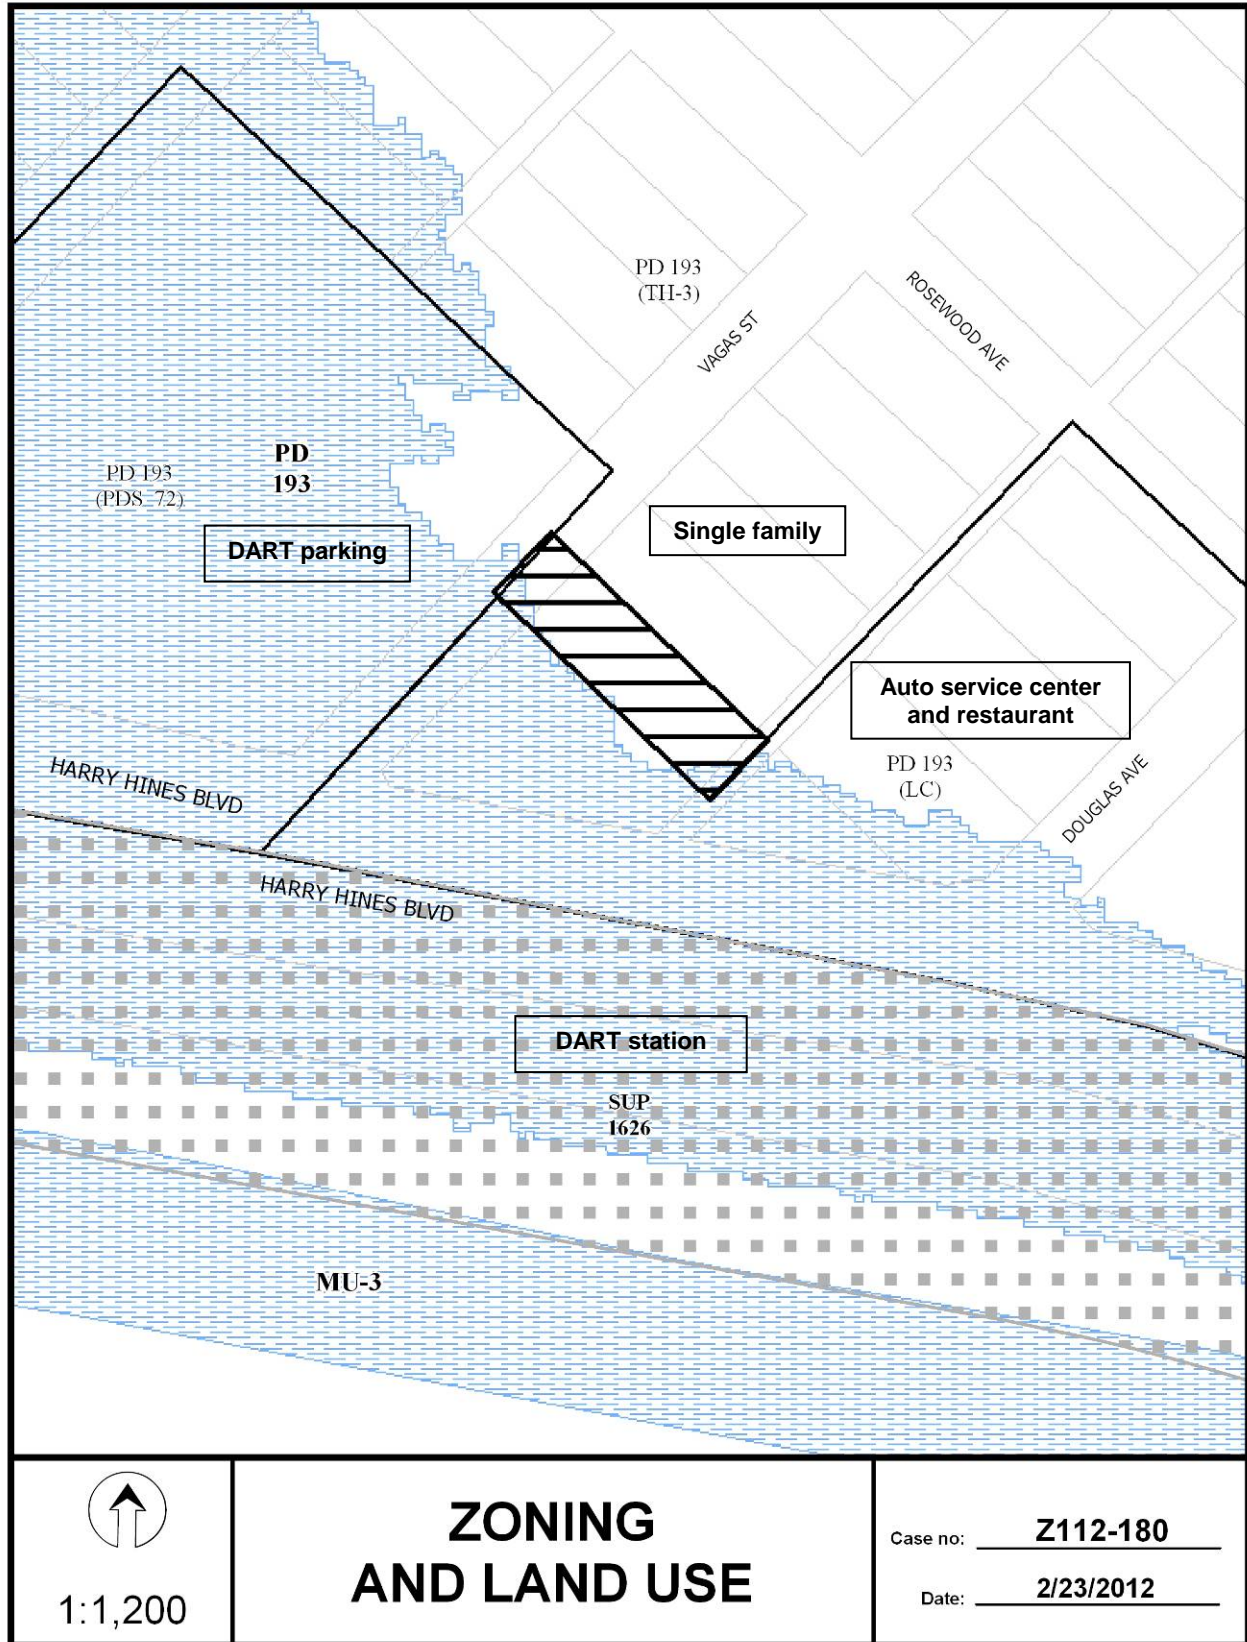 PD 193
(TH-3)
VAGAS ST
ROSEWOOD AVE
PD
193
PD 193
(PDS 72)
DART parking
Single family
Auto service center
and restaurant
PD 193
(LC)
DOUGLAS AVE
HARRY HINES BLVD
HARRY HINES BLVD
DART station
SUP
1626
MU-3
1:1,200
ZONING
AND LAND USE
Case no: Z112-180
Date: 2/23/2012